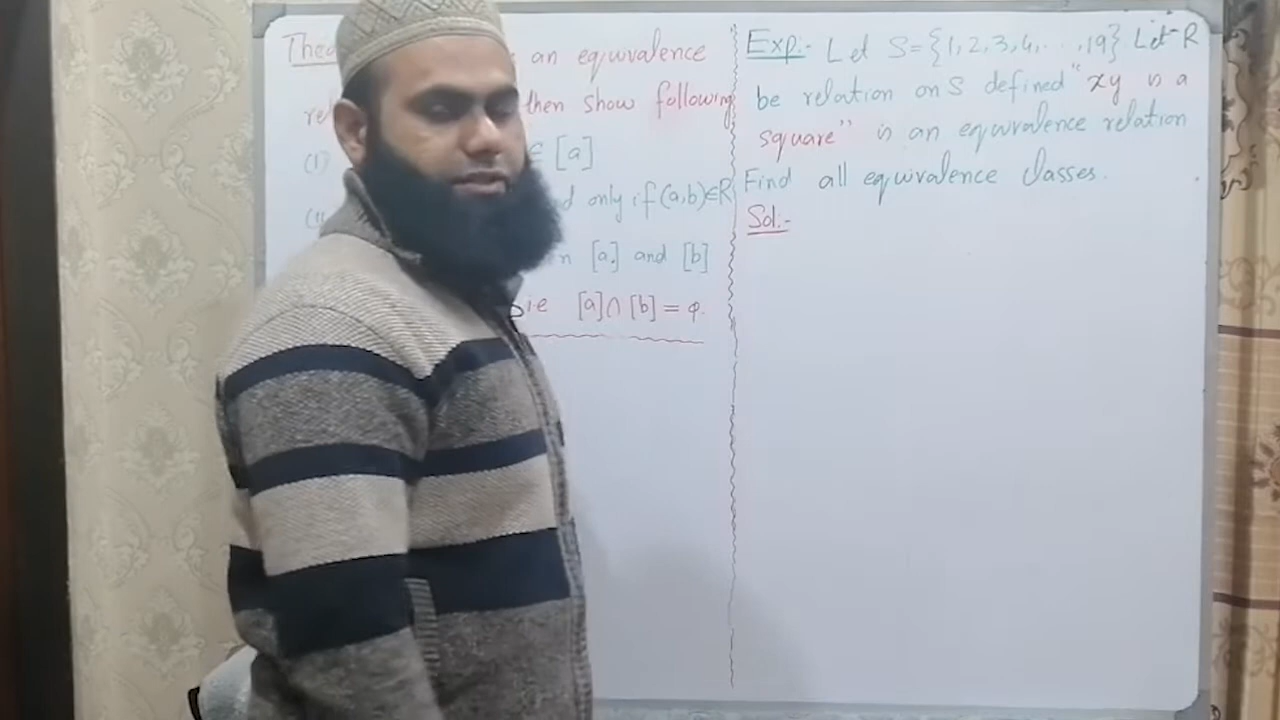 an equivalence
then show following
(i) ∈ [a]
only if (a,b)∈R
[a] and [b]
ie [a]∩[b] = φ.
Exp:- Let S={1,2,3,4,...,19}. Let R
be relation on S defined "xy is a
square" is an equivalence relation
Find all equivalence classes.
Sol:-